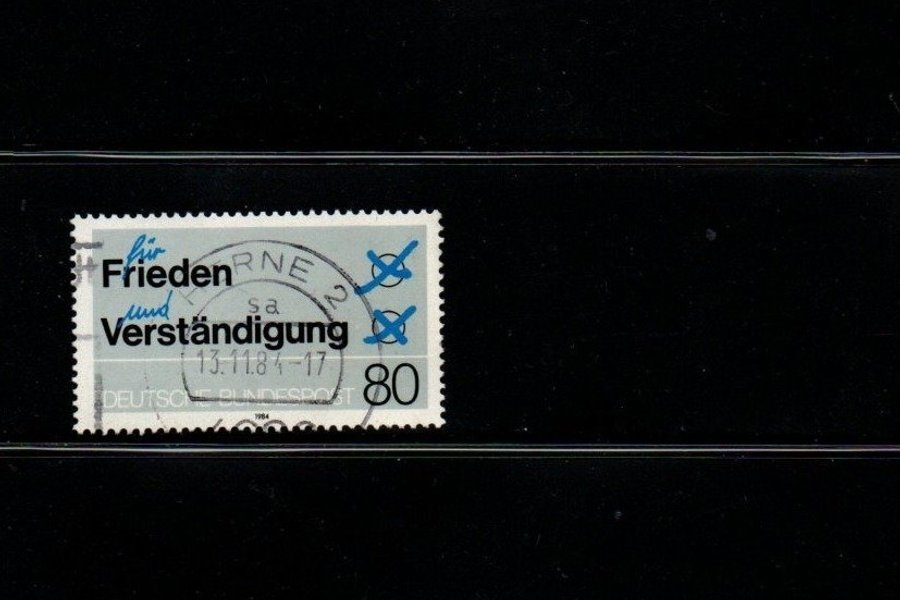 für
Frieden
und
Verständigung
80
DEUTSCHE BUNDESPOST
1984
HERNE 2
sa
13.11.84-17